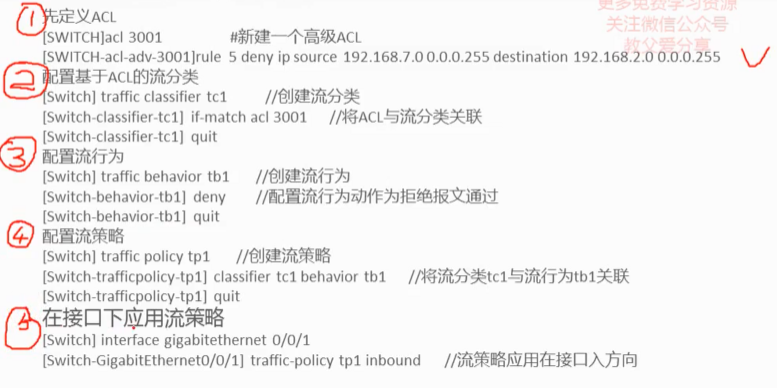 更多免费学习资源
关注微信公众号
教父爱分享
① 先定义ACL
[SWITCH]acl 3001 #新建一个高级ACL
[SWITCH-acl-adv-3001]rule 5 deny ip source 192.168.7.0 0.0.0.255 destination 192.168.2.0 0.0.0.255
② 配置基于ACL的流分类
[Switch] traffic classifier tc1 //创建流分类
[Switch-classifier-tc1] if-match acl 3001 //将ACL与流分类关联
[Switch-classifier-tc1] quit
③ 配置流行为
[Switch] traffic behavior tb1 //创建流行为
[Switch-behavior-tb1] deny //配置流行为动作为拒绝报文通过
[Switch-behavior-tb1] quit
④ 配置流策略
[Switch] traffic policy tp1 //创建流策略
[Switch-trafficpolicy-tp1] classifier tc1 behavior tb1 //将流分类tc1与流行为tb1关联
[Switch-trafficpolicy-tp1] quit
⑤ 在接口下应用流策略
[Switch] interface gigabitethernet 0/0/1
[Switch-GigabitEthernet0/0/1] traffic-policy tp1 inbound //流策略应用在接口入方向